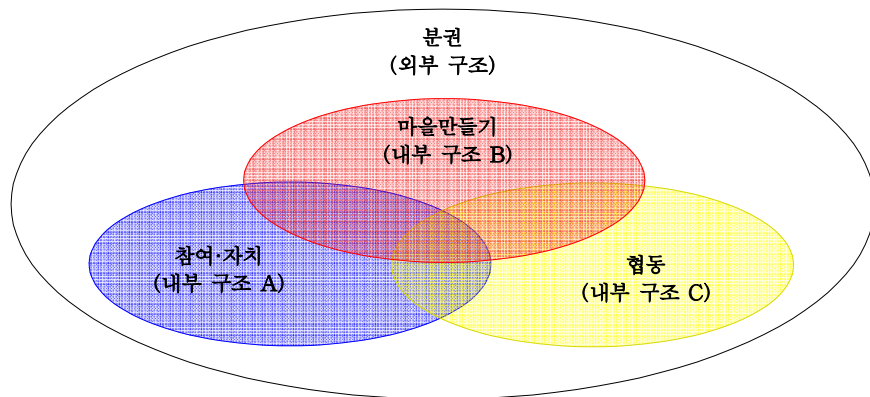 분권
(외부 구조)
마을만들기
(내부 구조 B)
참여·자치
(내부 구조 A)
협동
(내부 구조 C)